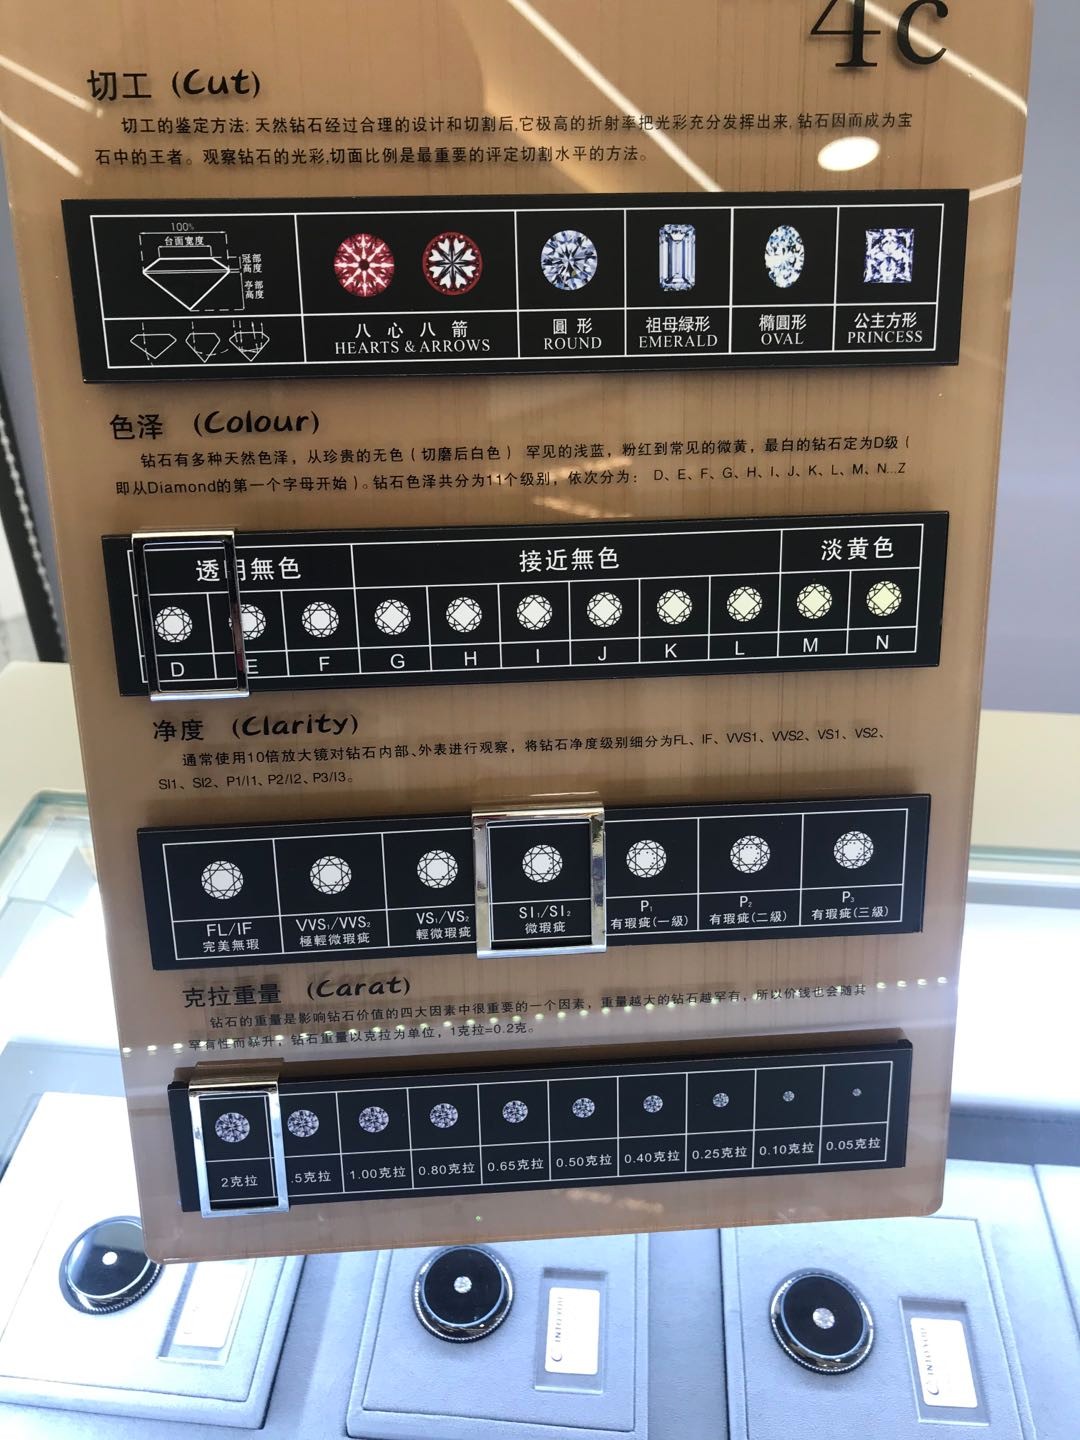 4c
切工 (Cut)
切工的鉴定方法: 天然钻石经过合理的设计和切割后,它极高的折射率把光彩充分发挥出来, 钻石因而成为宝
石中的王者。观察钻石的光彩,切面比例是最重要的评定切割水平的方法。
100%
台面宽度
冠部高度
亭部高度
八心八箭
HEARTS & ARROWS
圓形
ROUND
祖母緑形
EMERALD
橢圓形
OVAL
公主方形
PRINCESS
色泽 (Colour)
钻石有多种天然色泽，从珍贵的无色（切磨后白色） 罕见的浅蓝，粉红到常见的微黄，最白的钻石定为D级（
即从Diamond的第一个字母开始）。钻石色泽共分为11个级别，依次分为： D、E、F、G、H、I、J、K、L、M、N...Z
透明無色 接近無色 淡黄色
D E F G H I J K L M N
净度 (Clarity)
通常使用10倍放大镜对钻石内部、外表进行观察，将钻石净度级别细分为FL、IF、VVS1、VVS2、VS1、VS2、
SI1、SI2、P1/I1、P2/I2、P3/I3。
FL/IF
完美無瑕
VVS1/VVS2
極輕微瑕疵
VS1/VS2
輕微瑕疵
SI1/SI2
微瑕疵
P1
有瑕疵(一級)
P2
有瑕疵(二級)
P3
有瑕疵(三級)
克拉重量 (Carat)
钻石的重量是影响钻石价值的四大因素中很重要的一个因素，重量越大的钻石越罕有，所以价钱也会随其
罕有性而暴升，钻石重量以克拉为单位，1克拉=0.2克。
2克拉 .5克拉 1.00克拉 0.80克拉 0.65克拉 0.50克拉 0.40克拉 0.25克拉 0.10克拉 0.05克拉
INTO YOU
INTO YOU